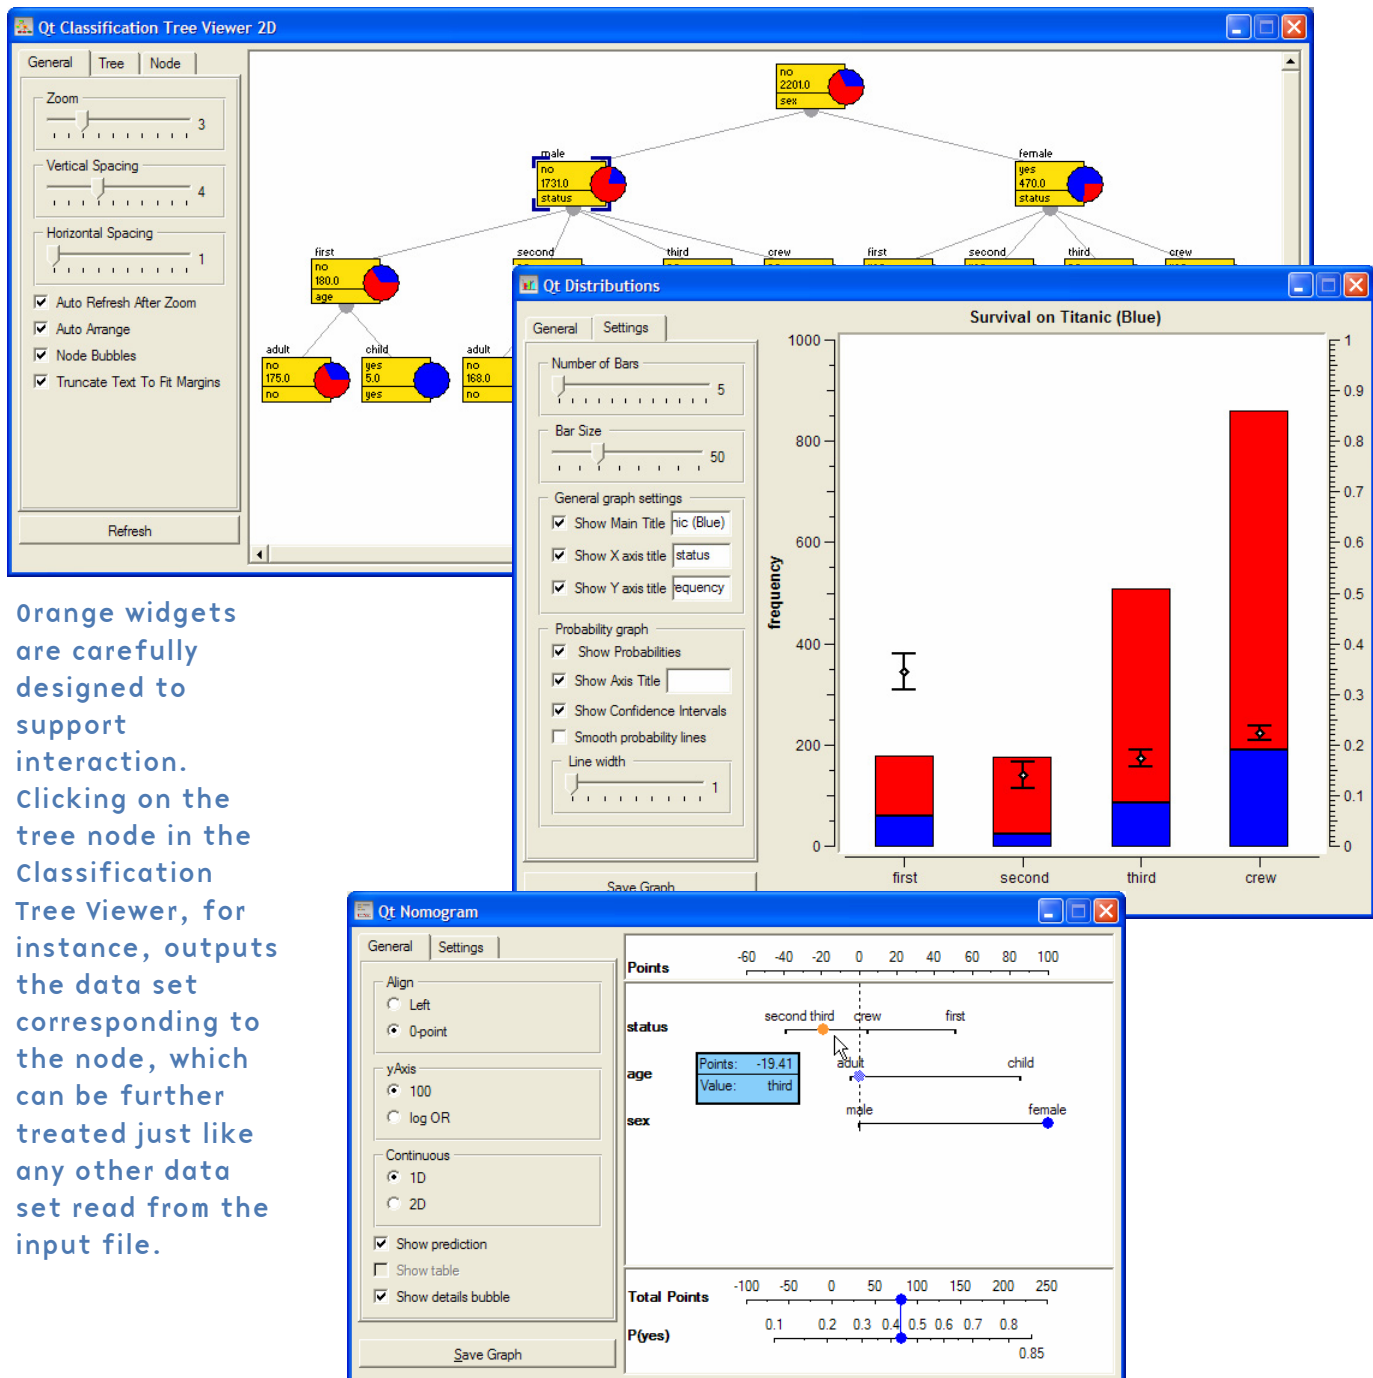 Qt Classification Tree Viewer 2D
General Tree Node
Zoom
3
Vertical Spacing
4
Horizontal Spacing
1
Auto Refresh After Zoom
Auto Arrange
Node Bubbles
Truncate Text To Fit Margins
Refresh
no
2201.0
sex
male
no
1731.0
status
female
yes
470.0
status
first second third crew first second third crew
no
180.0
age
adult child adult
no yes no
175.0 5.0 168.0
no yes no
Qt Distributions
General Settings
Number of Bars
5
Bar Size
50
General graph settings
Show Main Title nic (Blue)
Show X axis title status
Show Y axis title requency
Probability graph
Show Probabilities
Show Axis Title
Show Confidence Intervals
Smooth probability lines
Line width
1
Save Graph
Survival on Titanic (Blue)
frequency
1000
800
600
400
200
0
1
0.9
0.8
0.7
0.6
0.5
0.4
0.3
0.2
0.1
0
first second third crew
Orange widgets
are carefully
designed to
support
interaction.
Clicking on the
tree node in the
Classification
Tree Viewer, for
instance, outputs
the data set
corresponding to
the node, which
can be further
treated just like
any other data
set read from the
input file.
Qt Nomogram
General Settings
Align
Left
0-point
yAxis
100
log OR
Continuous
1D
2D
Show prediction
Show table
Show details bubble
Save Graph
Points -60 -40 -20 0 20 40 60 80 100
status second third crew first
Points: -19.41
Value: third
age adult child
sex male female
Total Points -100 -50 0 50 100 150 200 250
P(yes) 0.1 0.2 0.3 0.4 0.5 0.6 0.7 0.8
0.85